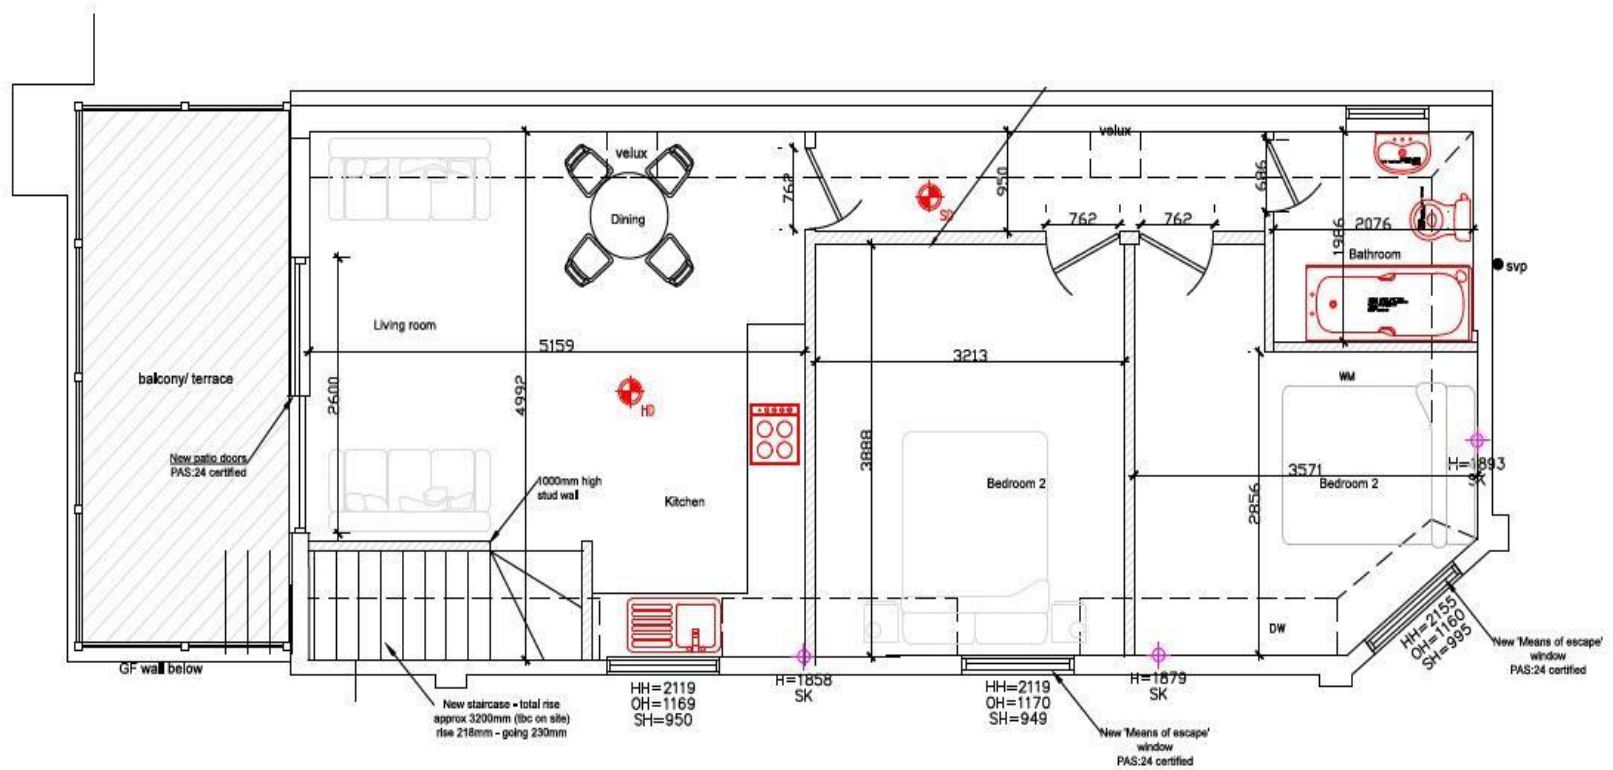 velux
velux
762
950
686
SD
762
762
Dining
1986
2076
Bathroom
svp
Living room
5159
3213
balcony/ terrace
2600
4992
HD
WM
New patio doors
PAS:24 certified
1000mm high
stud wall
Kitchen
3888
Bedroom 2
2856
3571
Bedroom 2
H=1893
SK
DW
GF wall below
New staircase - total rise
approx 3200mm (tbc on site)
rise 218mm - going 230mm
HH=2119
OH=1169
SH=950
H=1858
SK
HH=2119
OH=1170
SH=949
H=1879
SK
New 'Means of escape'
window
PAS:24 certified
HH=2155
OH=1160
SH=995
New 'Means of escape'
window
PAS:24 certified